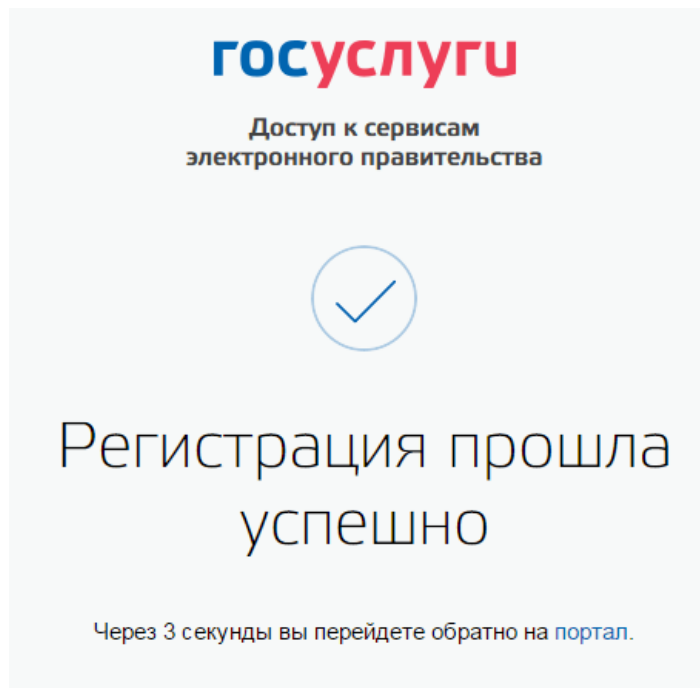 госуслуги
Доступ к сервисам
электронного правительства
Регистрация прошла
успешно
Через 3 секунды вы перейдете обратно на портал.